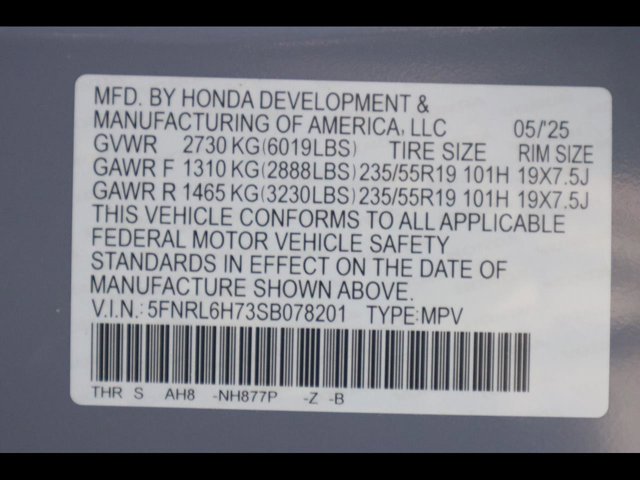 MFD. BY HONDA DEVELOPMENT &
MANUFACTURING OF AMERICA, LLC 05/'25
GVWR 2730 KG(6019LBS) TIRE SIZE RIM SIZE
GAWR F 1310 KG(2888LBS) 235/55R19 101H 19X7.5J
GAWR R 1465 KG(3230LBS) 235/55R19 101H 19X7.5J
THIS VEHICLE CONFORMS TO ALL APPLICABLE
FEDERAL MOTOR VEHICLE SAFETY
STANDARDS IN EFFECT ON THE DATE OF
MANUFACTURE SHOWN ABOVE.
V.I.N.: 5FNRL6H73SB078201 TYPE:MPV
THR S AH8 -NH877P -Z -B